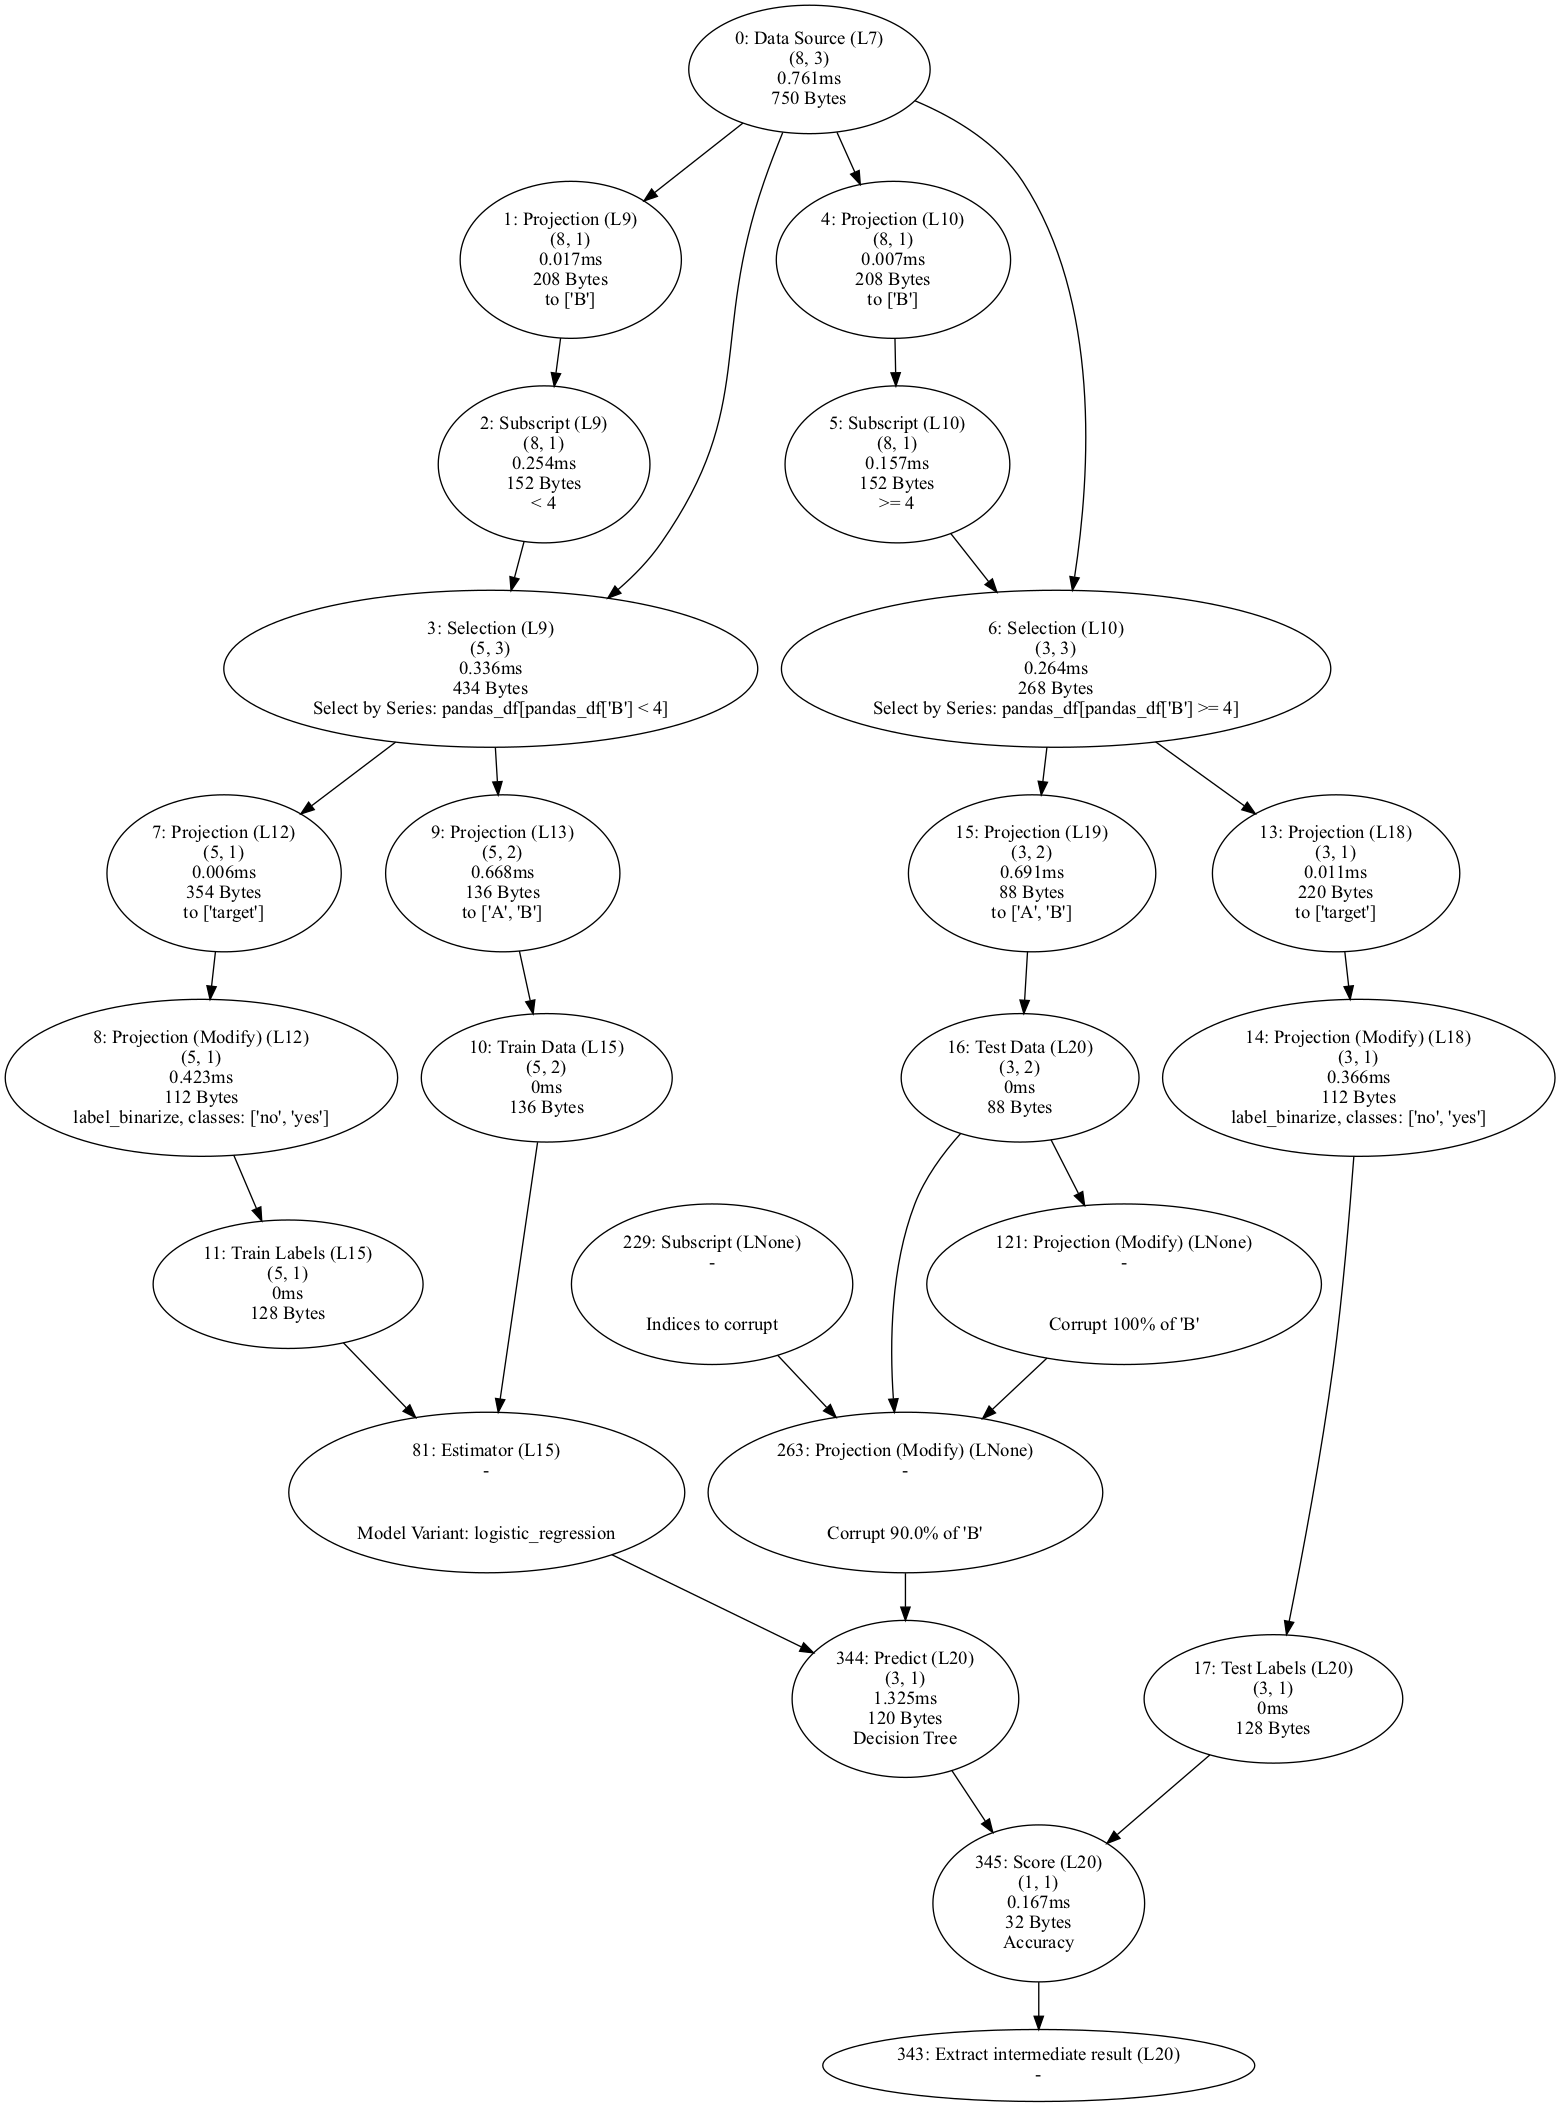 0: Data Source (L7)
(8, 3)
0.761ms
750 Bytes
1: Projection (L9)
(8, 1)
0.017ms
208 Bytes
to ['B']
4: Projection (L10)
(8, 1)
0.007ms
208 Bytes
to ['B']
2: Subscript (L9)
(8, 1)
0.254ms
152 Bytes
< 4
5: Subscript (L10)
(8, 1)
0.157ms
152 Bytes
>= 4
3: Selection (L9)
(5, 3)
0.336ms
434 Bytes
Select by Series: pandas_df[pandas_df['B'] < 4]
6: Selection (L10)
(3, 3)
0.264ms
268 Bytes
Select by Series: pandas_df[pandas_df['B'] >= 4]
7: Projection (L12)
(5, 1)
0.006ms
354 Bytes
to ['target']
9: Projection (L13)
(5, 2)
0.668ms
136 Bytes
to ['A', 'B']
15: Projection (L19)
(3, 2)
0.691ms
88 Bytes
to ['A', 'B']
13: Projection (L18)
(3, 1)
0.011ms
220 Bytes
to ['target']
8: Projection (Modify) (L12)
(5, 1)
0.423ms
112 Bytes
label_binarize, classes: ['no', 'yes']
10: Train Data (L15)
(5, 2)
0ms
136 Bytes
16: Test Data (L20)
(3, 2)
0ms
88 Bytes
14: Projection (Modify) (L18)
(3, 1)
0.366ms
112 Bytes
label_binarize, classes: ['no', 'yes']
11: Train Labels (L15)
(5, 1)
0ms
128 Bytes
229: Subscript (LNone)
-
Indices to corrupt
121: Projection (Modify) (LNone)
-
Corrupt 100% of 'B'
81: Estimator (L15)
-
Model Variant: logistic_regression
263: Projection (Modify) (LNone)
-
Corrupt 90.0% of 'B'
344: Predict (L20)
(3, 1)
1.325ms
120 Bytes
Decision Tree
17: Test Labels (L20)
(3, 1)
0ms
128 Bytes
345: Score (L20)
(1, 1)
0.167ms
32 Bytes
Accuracy
343: Extract intermediate result (L20)
-